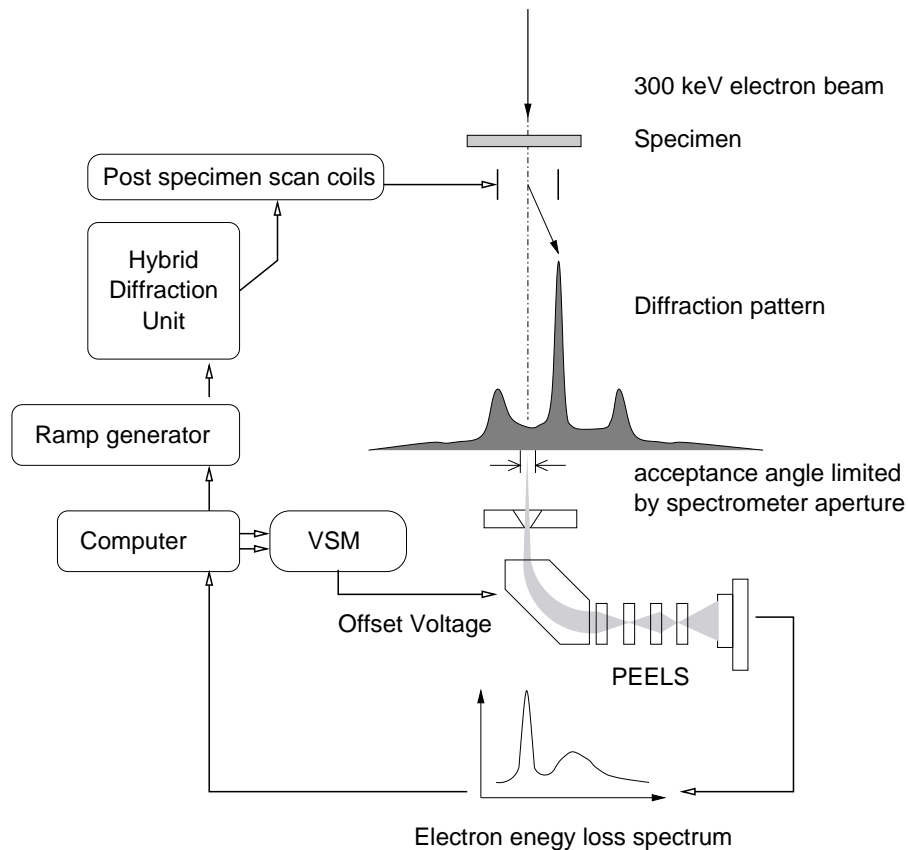 300 keV electron beam
Specimen
Post specimen scan coils
Hybrid
Diffraction
Unit
Diffraction pattern
Ramp generator
acceptance angle limited
by spectrometer aperture
Computer
VSM
Offset Voltage
PEELS
Electron enegy loss spectrum